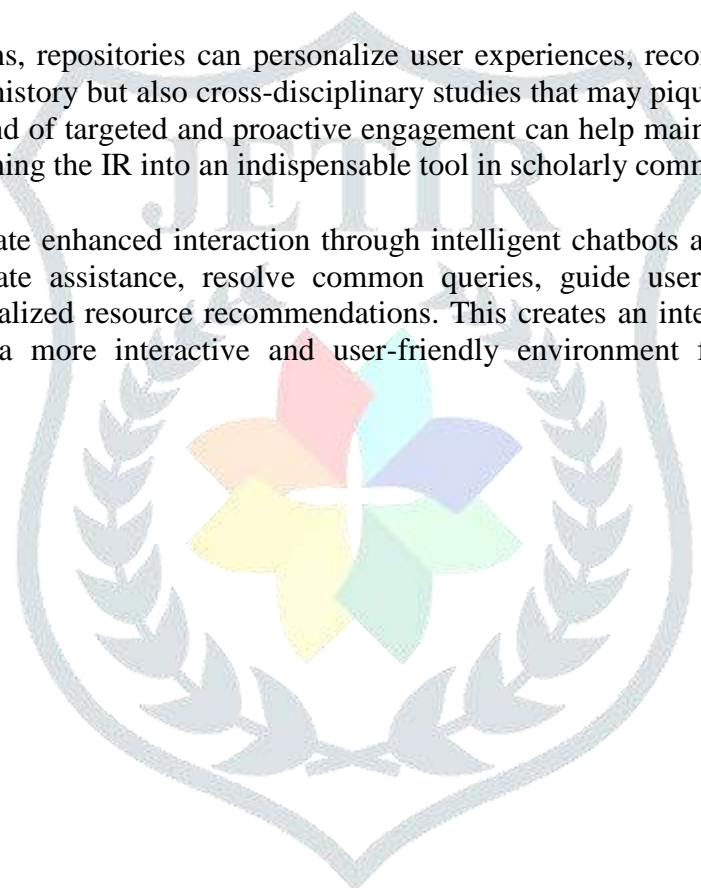 ns, repositories can personalize user experiences, reco
history but also cross-disciplinary studies that may piqu
nd of targeted and proactive engagement can help main
ning the IR into an indispensable tool in scholarly comm
ate enhanced interaction through intelligent chatbots a
ate assistance, resolve common queries, guide user
alized resource recommendations. This creates an inte
a more interactive and user-friendly environment f
JETIR